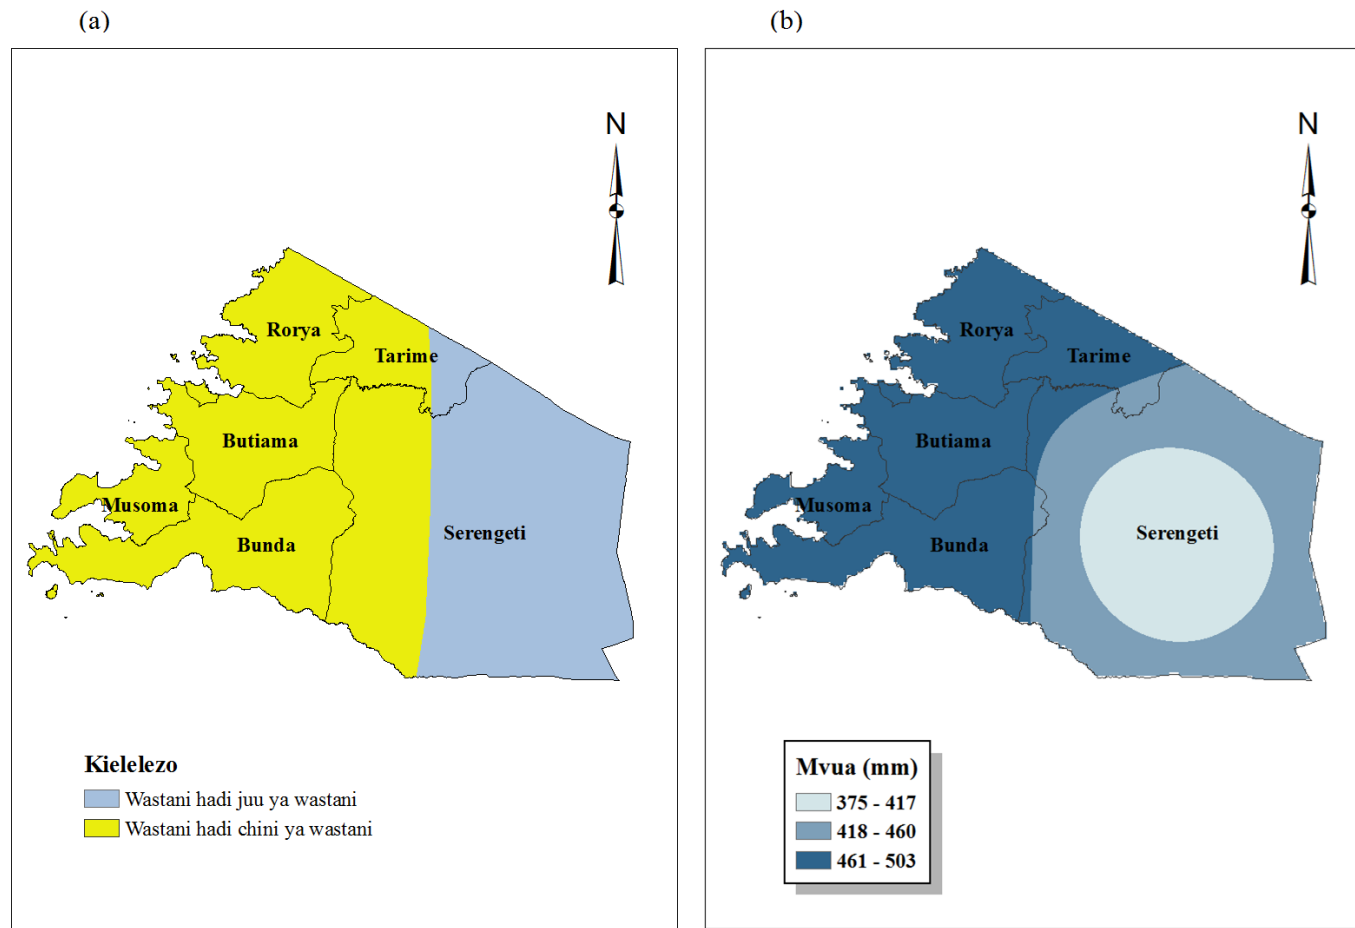 (a)
N
Rorya
Tarime
Butiama
Musoma
Bunda
Serengeti
Kielelezo
Wastani hadi juu ya wastani
Wastani hadi chini ya wastani
(b)
N
Rorya
Tarime
Butiama
Musoma
Bunda
Serengeti
Mvua (mm)
375 - 417
418 - 460
461 - 503